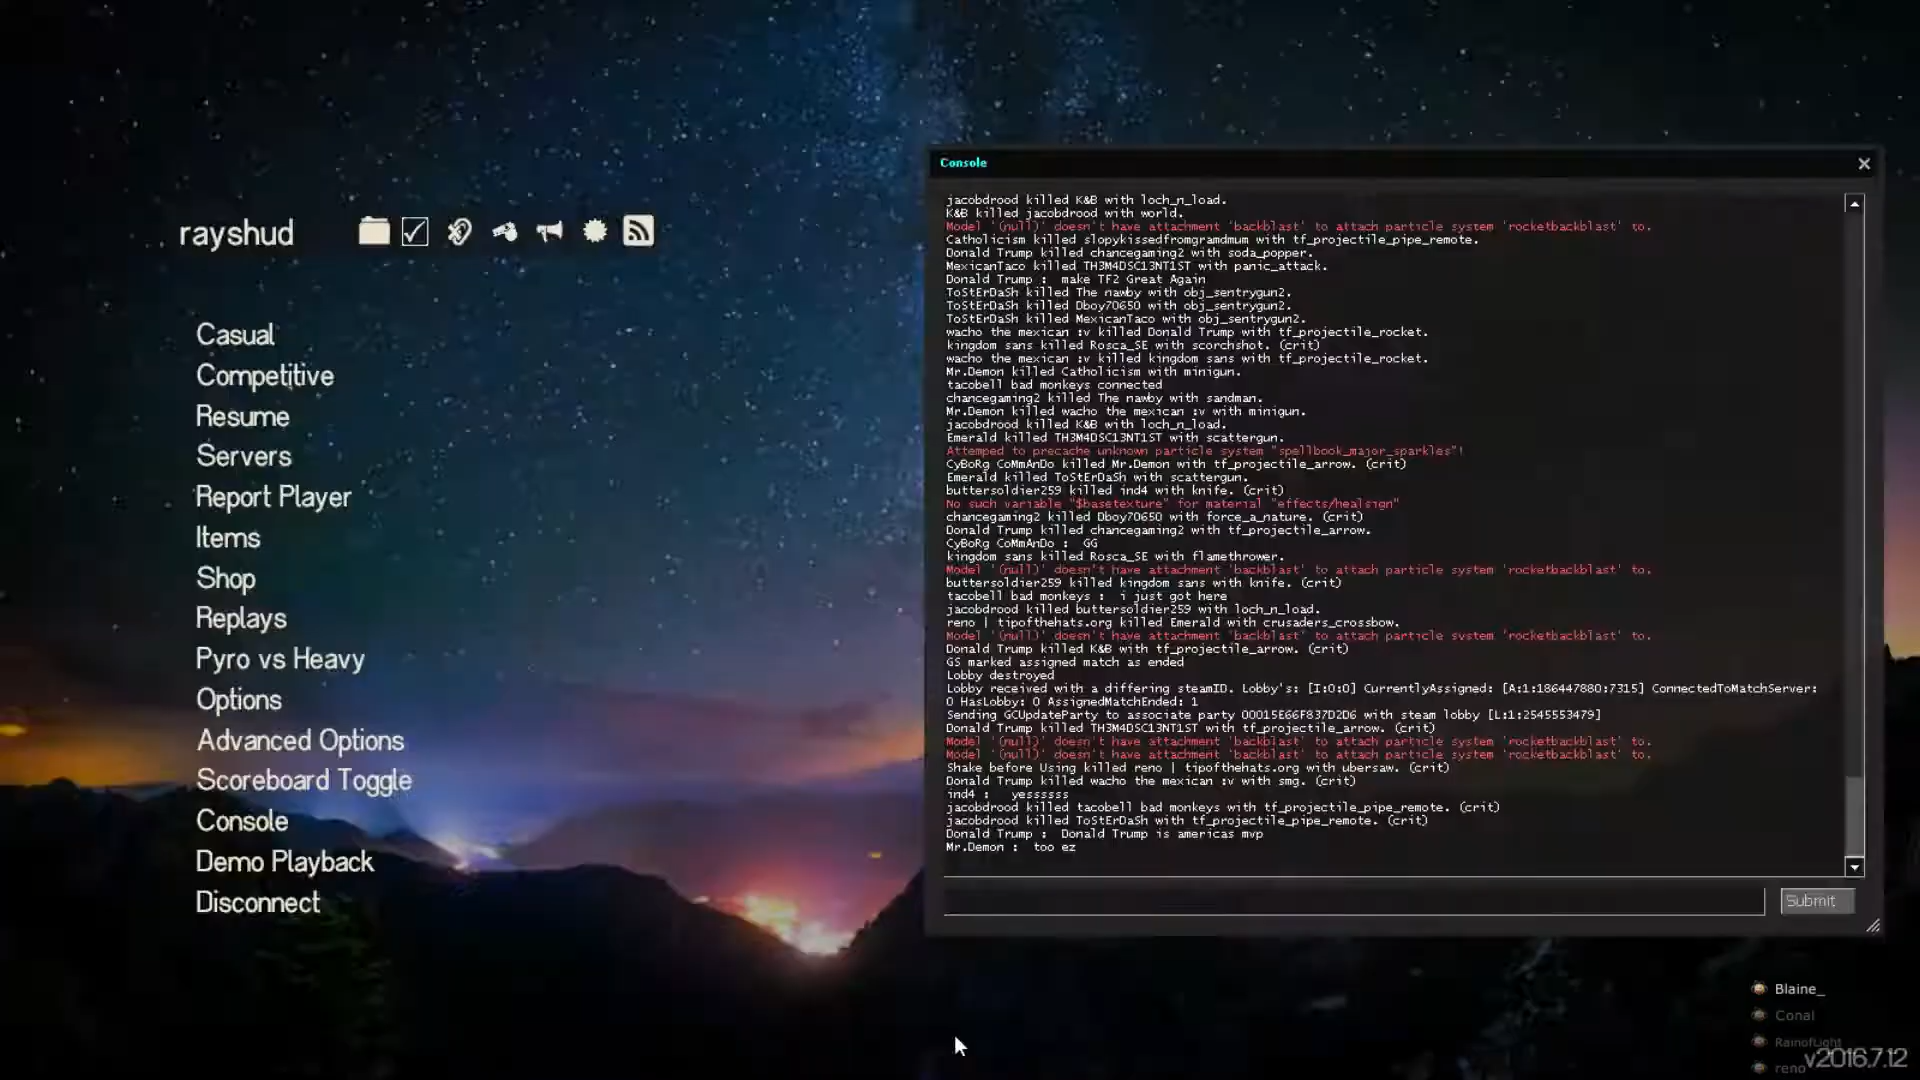 rayshud
Casual
Competitive
Resume
Servers
Report Player
Items
Shop
Replays
Pyro vs Heavy
Options
Advanced Options
Scoreboard Toggle
Console
Demo Playback
Disconnect
Console
jacobdrood killed K&B with loch_n_load.
K&B killed jacobdrood with world.
Model '(null)' doesn't have attachment 'backblast' to attach particle system 'rocketbackblast' to.
Catholicism killed slopykissedfromgramdmum with tf_projectile_pipe_remote.
Donald Trump killed chancegaming2 with soda_popper.
MexicanTaco killed TH3M4DSC13NT1ST with panic_attack.
Donald Trump :  make TF2 Great Again
ToStErDaSh killed The nawby with obj_sentrygun2.
ToStErDaSh killed Dboy70650 with obj_sentrygun2.
ToStErDaSh killed MexicanTaco with obj_sentrygun2.
wacho the mexican :v killed Donald Trump with tf_projectile_rocket.
kingdom sans killed Rosca_SE with scorchshot. (crit)
wacho the mexican :v killed kingdom sans with tf_projectile_rocket.
Mr.Demon killed Catholicism with minigun.
tacobell bad monkeys connected
chancegaming2 killed The nawby with sandman.
Mr.Demon killed wacho the mexican :v with minigun.
jacobdrood killed K&B with loch_n_load.
Emerald killed TH3M4DSC13NT1ST with scattergun.
Attemped to precache unknown particle system "spellbook_major_sparkles"!
CyBoRg CoMmAnDo killed Mr.Demon with tf_projectile_arrow. (crit)
Emerald killed ToStErDaSh with scattergun.
buttersoldier259 killed ind4 with knife. (crit)
No such variable "$basetexture" for material "effects/healsign"
chancegaming2 killed Dboy70650 with force_a_nature. (crit)
Donald Trump killed chancegaming2 with tf_projectile_arrow.
CyBoRg CoMmAnDo :  GG
kingdom sans killed Rosca_SE with flamethrower.
Model '(null)' doesn't have attachment 'backblast' to attach particle system 'rocketbackblast' to.
buttersoldier259 killed kingdom sans with knife. (crit)
tacobell bad monkeys :  i just got here
jacobdrood killed buttersoldier259 with loch_n_load.
reno | tipofthehats.org killed Emerald with crusaders_crossbow.
Model '(null)' doesn't have attachment 'backblast' to attach particle system 'rocketbackblast' to.
Donald Trump killed K&B with tf_projectile_arrow. (crit)
GS marked assigned match as ended
Lobby destroyed
Lobby received with a differing steamID. Lobby's: [I:0:0] CurrentlyAssigned: [A:1:186447880:7315] ConnectedToMatchServer:
0 HasLobby: 0 AssignedMatchEnded: 1
Sending GCUpdateParty to associate party 00015E66F837D2D6 with steam lobby [L:1:2545553479]
Donald Trump killed TH3M4DSC13NT1ST with tf_projectile_arrow. (crit)
Model '(null)' doesn't have attachment 'backblast' to attach particle system 'rocketbackblast' to.
Model '(null)' doesn't have attachment 'backblast' to attach particle system 'rocketbackblast' to.
Shake before Using killed reno | tipofthehats.org with ubersaw. (crit)
Donald Trump killed wacho the mexican :v with smg. (crit)
ind4 :  yessssss
jacobdrood killed tacobell bad monkeys with tf_projectile_pipe_remote. (crit)
jacobdrood killed ToStErDaSh with tf_projectile_pipe_remote. (crit)
Donald Trump :  Donald Trump is americas mvp
Mr.Demon :  too ez
Submit
Blaine_
Conal
RainofLight
reno
v2016.7.12